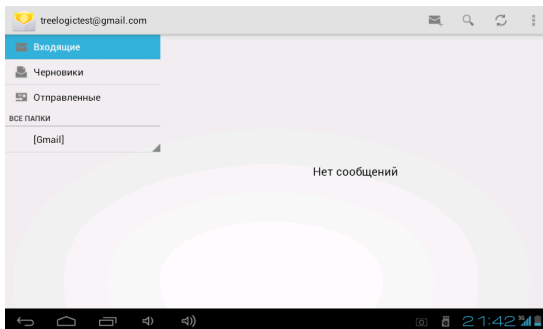 treelogictest@gmail.com
Входящие
Черновики
Отправленные
ВСЕ ПАПКИ
[Gmail]
Нет сообщений
21:42